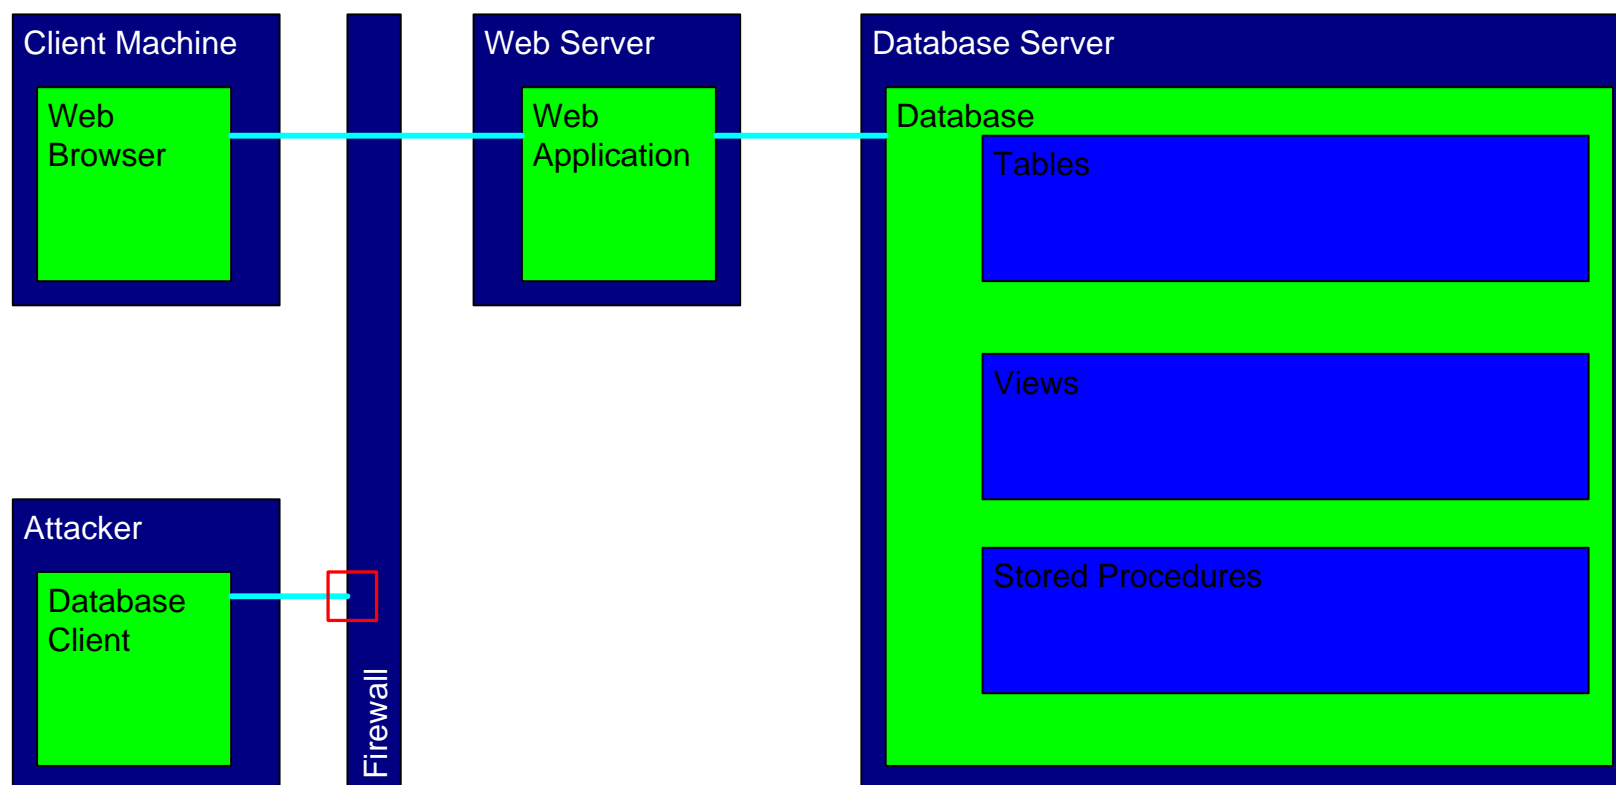 Client Machine
Web
Browser
Web Server
Web
Application
Database Server
Database
Tables
Views
Stored Procedures
Attacker
Database
Client
Firewall